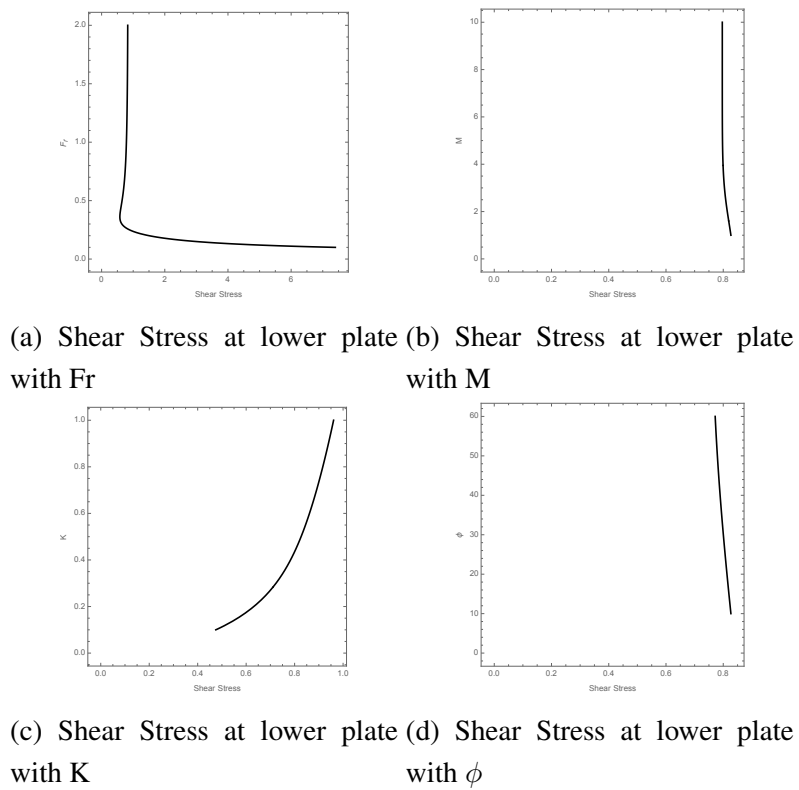 2.0
1.5
1.0
0.5
0.0
Fr
0 2 4 6
Shear Stress
10
8
6
4
2
0
M
0.0 0.2 0.4 0.6 0.8
Shear Stress
(a) Shear Stress at lower plate
with Fr
(b) Shear Stress at lower plate
with M
1.0
0.8
0.6
0.4
0.2
0.0
K
0.0 0.2 0.4 0.6 0.8 1.0
Shear Stress
60
50
40
30
20
10
0
ϕ
0.0 0.2 0.4 0.6 0.8
Shear Stress
(c) Shear Stress at lower plate
with K
(d) Shear Stress at lower plate
with ϕ